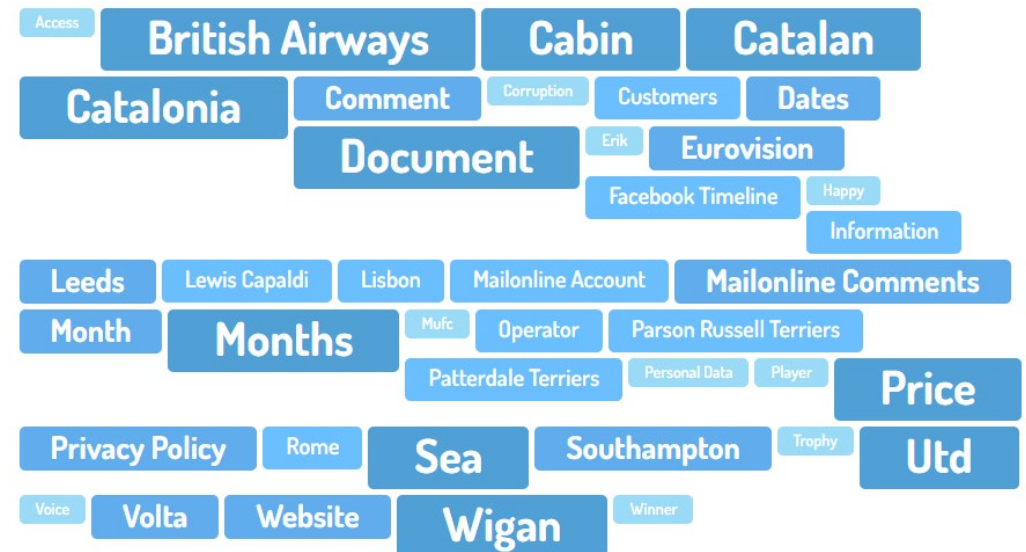 Access British Airways Cabin Catalan
Catalonia Comment Corruption Customers Dates
Document Erik Eurovision
Facebook Timeline Happy
Information
Leeds Lewis Capaldi Lisbon Mailonline Account Mailonline Comments
Month Months Mufc Operator Parson Russell Terriers
Patterdale Terriers Personal Data Player Price
Privacy Policy Rome Sea Southampton Trophy Utd
Voice Volta Website Wigan Winner